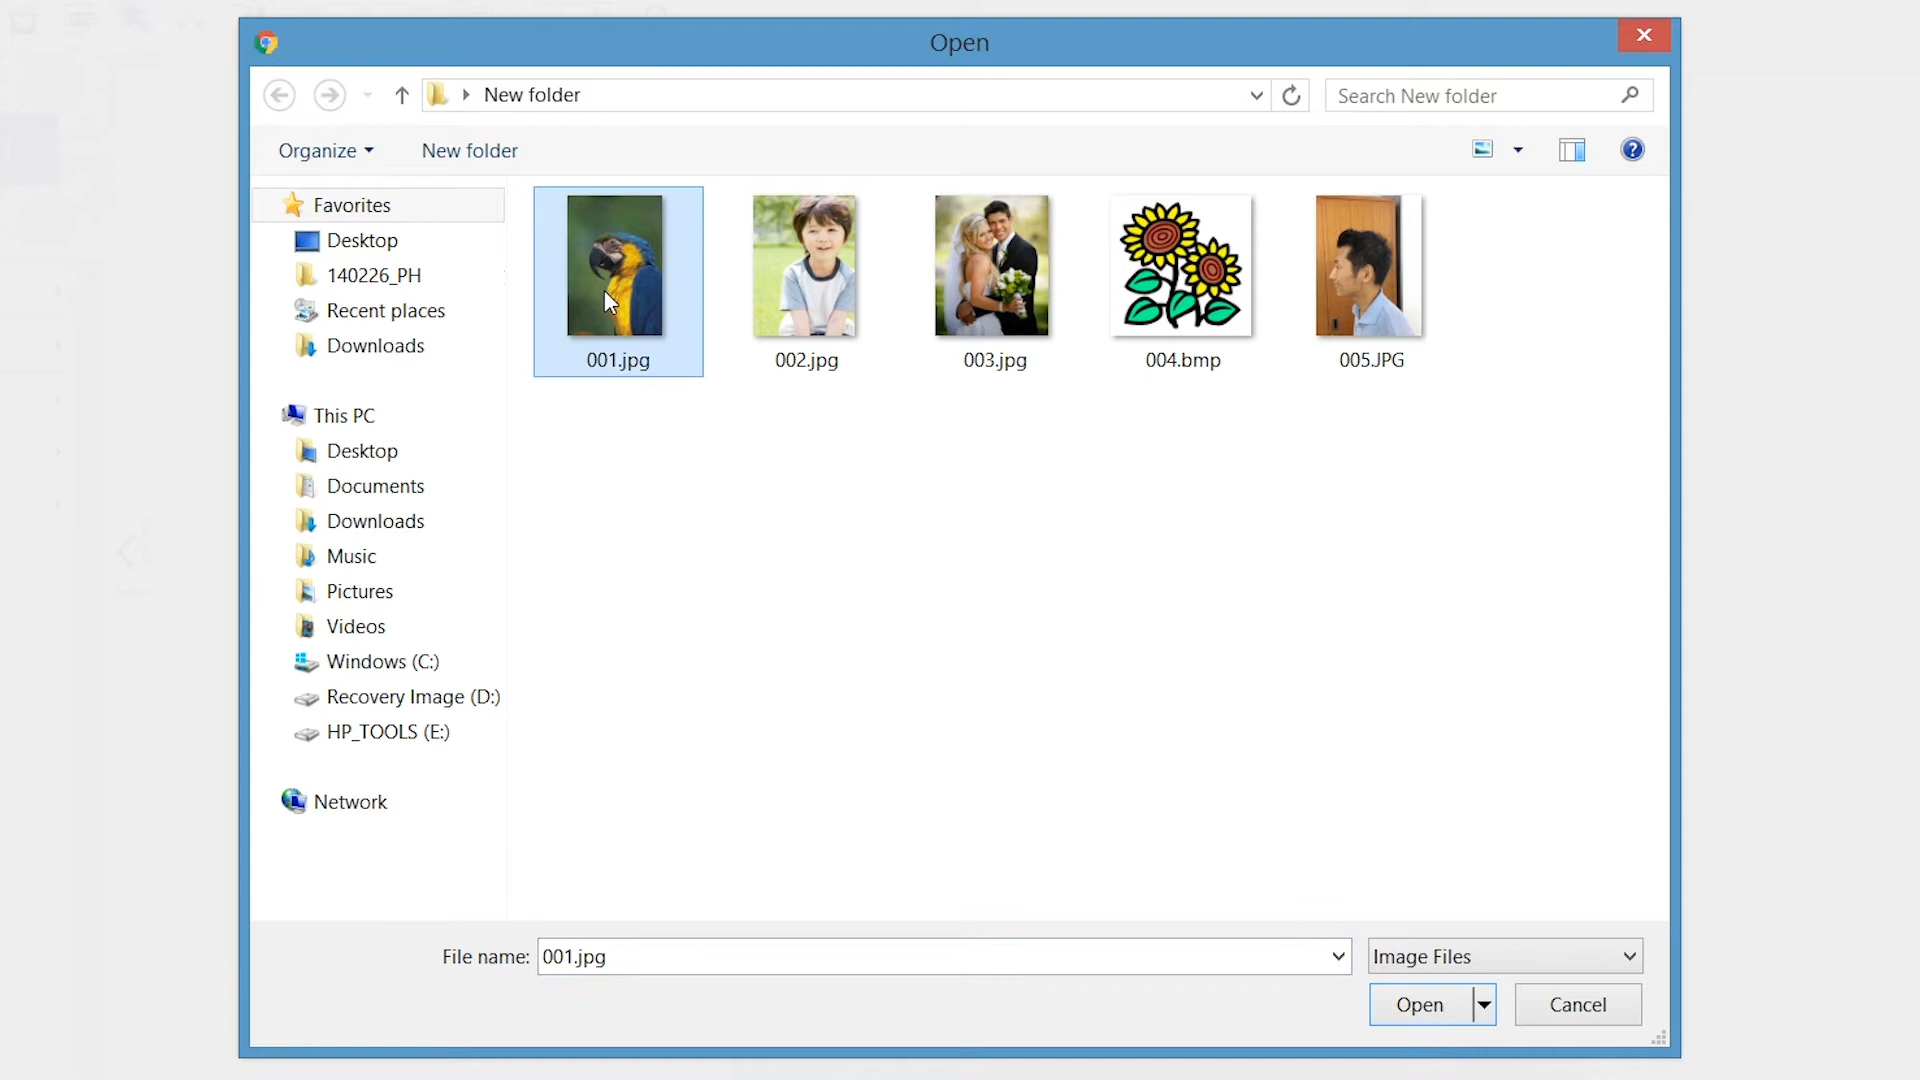 Open
New folder
Search New folder
Organize
New folder
Favorites
Desktop
140226_PH
Recent places
Downloads
This PC
Desktop
Documents
Downloads
Music
Pictures
Videos
Windows (C:)
Recovery Image (D:)
HP_TOOLS (E:)
Network
001.jpg
002.jpg
003.jpg
004.bmp
005.JPG
File name:
001.jpg
Image Files
Open
Cancel